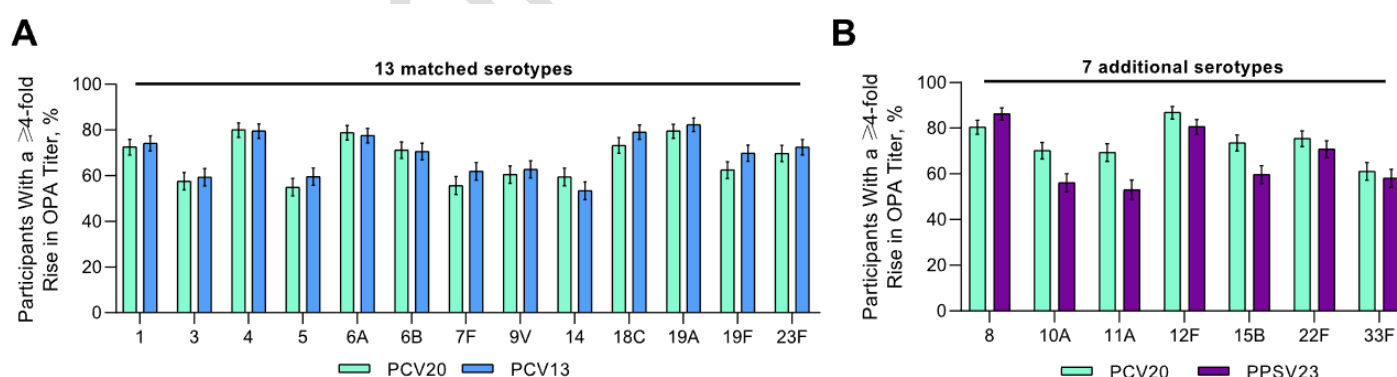 A
13 matched serotypes
Participants With a ⩾4-fold
Rise in OPA Titer, %
100
80
60
40
20
0
1 3 4 5 6A 6B 7F 9V 14 18C 19A 19F 23F
PCV20 PCV13
B
7 additional serotypes
Participants With a ⩾4-fold
Rise in OPA Titer, %
100
80
60
40
20
0
8 10A 11A 12F 15B 22F 33F
PCV20 PPSV23